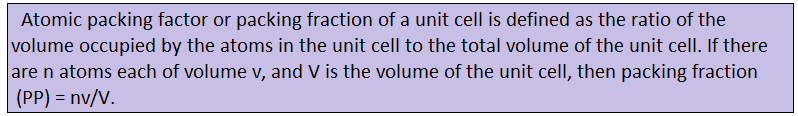 Atomic packing factor or packing fraction of a unit cell is defined as the ratio of the
volume occupied by the atoms in the unit cell to the total volume of the unit cell. If there
are n atoms each of volume v, and V is the volume of the unit cell, then packing fraction
(PP) = nv/V.